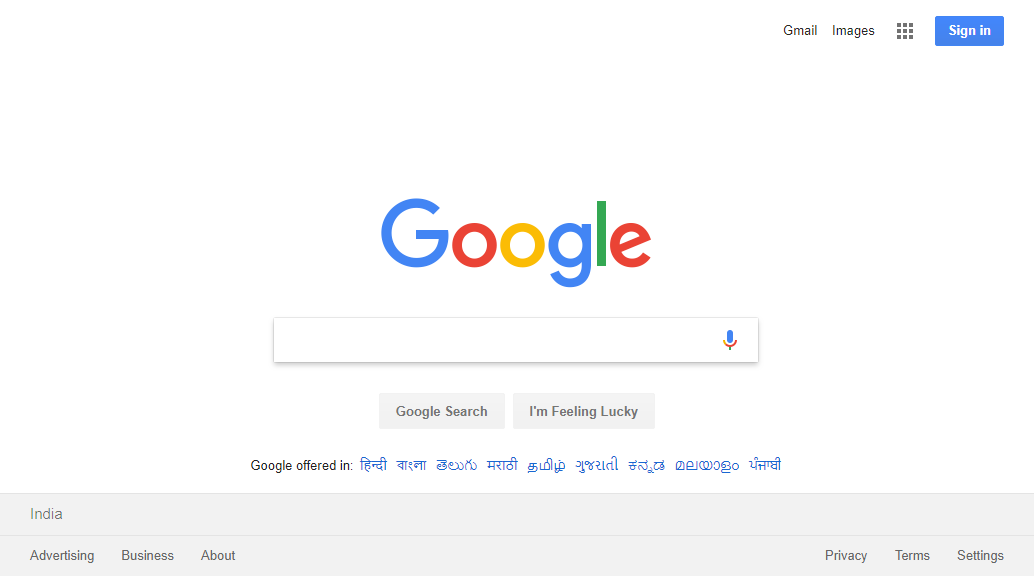 Gmail Images Sign in
Google
Google Search I'm Feeling Lucky
Google offered in: हिन्दी বাংলা తెలుగు मराठी தமிழ் ગુજરાતી ಕನ್ನಡ മലയാളം ਪੰਜਾਬੀ
India
Advertising Business About Privacy Terms Settings